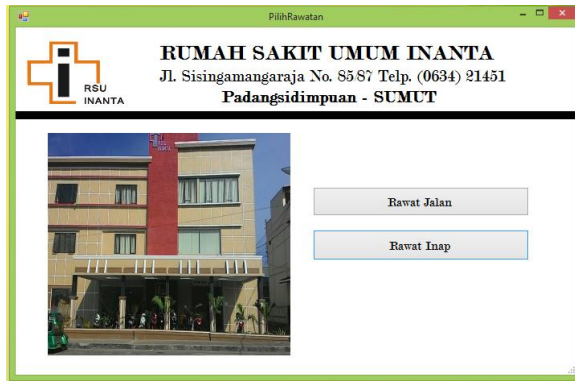 PilihRawatan
RUMAH SAKIT UMUM INANTA
Jl. Sisingamangaraja No. 85-87 Telp. (0634) 21451
Padangsidimpuan - SUMUT
RSU
INANTA
Rawat Jalan
Rawat Inap